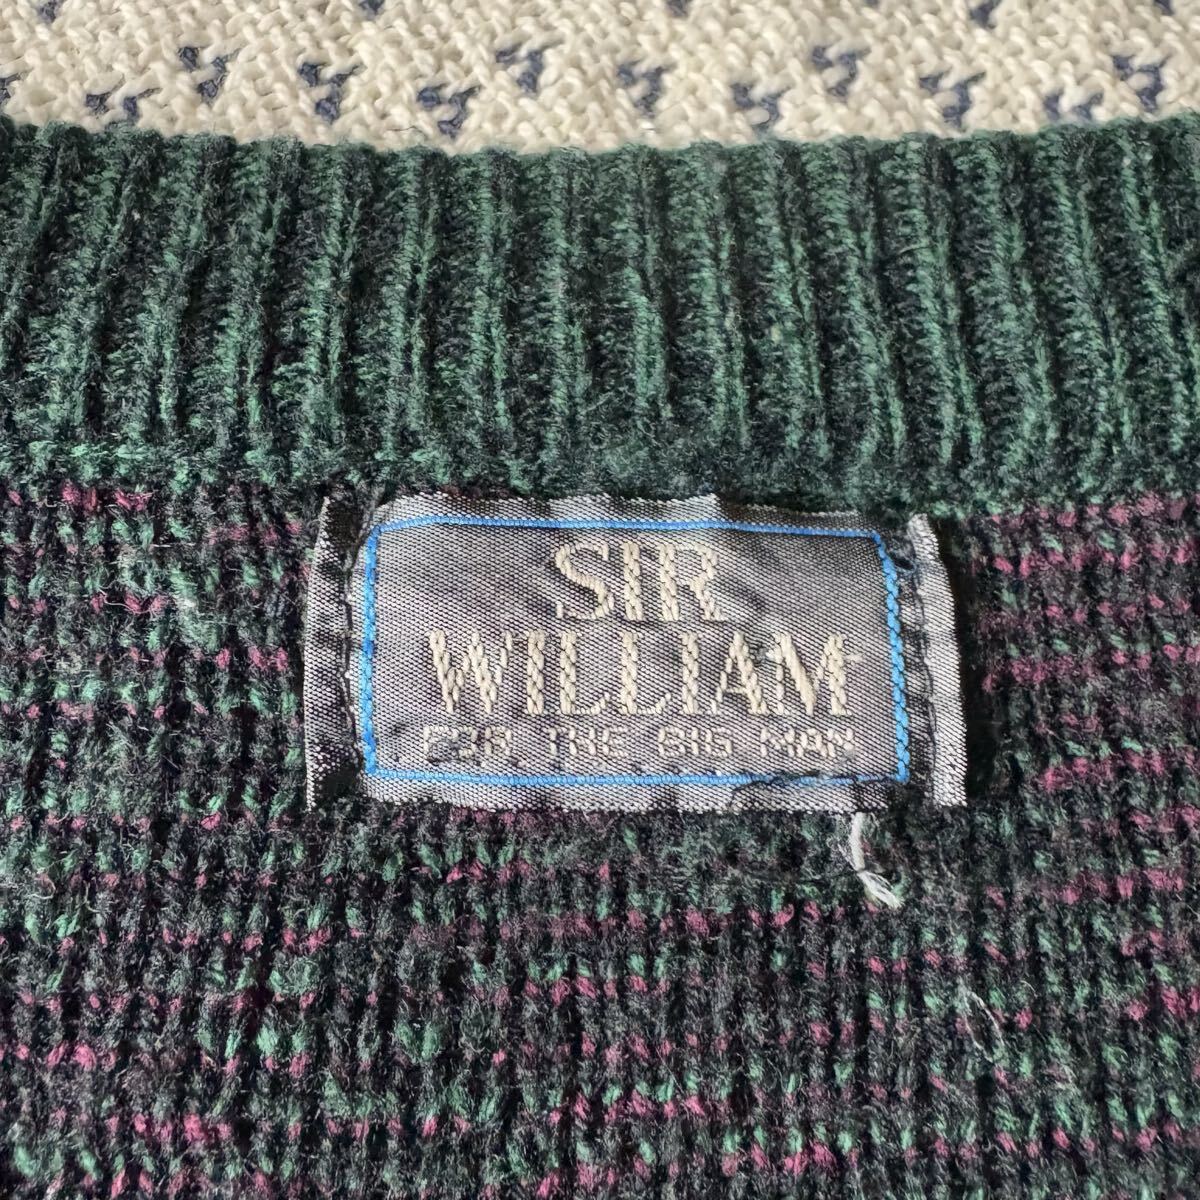 SIR
WILLIAM
FOR THE BIG MAN